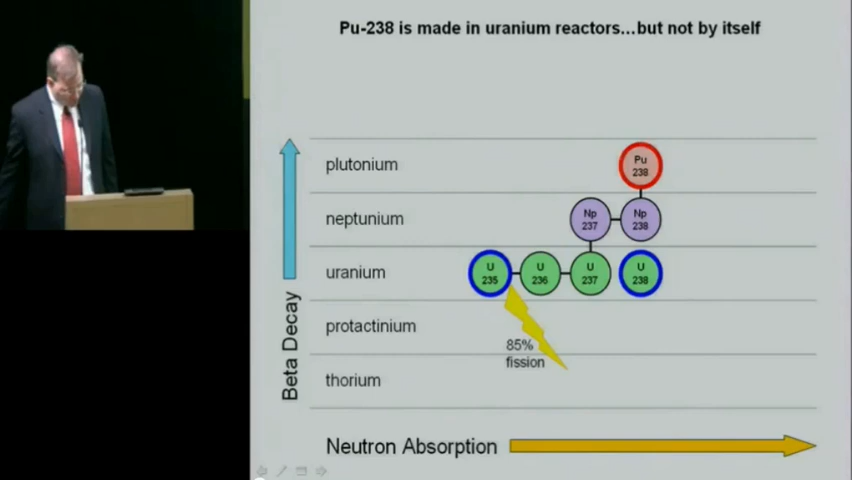 Pu-238 is made in uranium reactors...but not by itself
plutonium
Pu
238
neptunium
Np
237
Np
238
uranium
U
235
U
236
U
237
U
238
protactinium
85%
fission
thorium
Beta Decay
Neutron Absorption